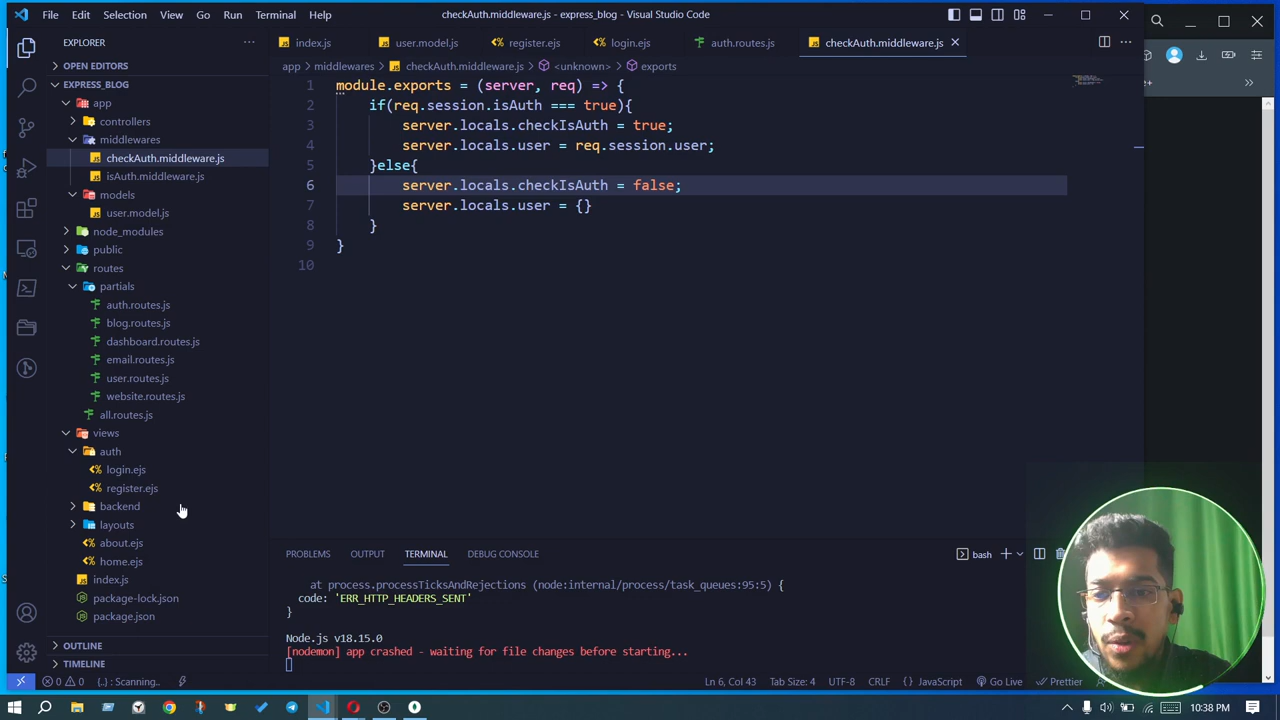 File Edit Selection View Go Run Terminal Help
checkAuth.middleware.js - express_blog - Visual Studio Code
EXPLORER
index.js
user.model.js
register.ejs
login.ejs
auth.routes.js
checkAuth.middleware.js
app > middlewares > checkAuth.middleware.js > <unknown> > exports
OPEN EDITORS
EXPRESS_BLOG
app
controllers
middlewares
checkAuth.middleware.js
isAuth.middleware.js
models
user.model.js
node_modules
public
routes
partials
auth.routes.js
blog.routes.js
dashboard.routes.js
email.routes.js
user.routes.js
website.routes.js
all.routes.js
views
auth
login.ejs
register.ejs
backend
layouts
about.ejs
home.ejs
index.js
package-lock.json
package.json
OUTLINE
TIMELINE
1 module.exports = (server, req) => {
2 if(req.session.isAuth === true){
3 server.locals.checkIsAuth = true;
4 server.locals.user = req.session.user;
5 }else{
6 server.locals.checkIsAuth = false;
7 server.locals.user = {}
8 }
9 }
10
PROBLEMS OUTPUT TERMINAL DEBUG CONSOLE
bash
at process.processTicksAndRejections (node:internal/process/task_queues:95:5) {
code: 'ERR_HTTP_HEADERS_SENT'
}
Node.js v18.15.0
[nodemon] app crashed - waiting for file changes before starting...
0 0 {..} : Scanning..
Ln 6, Col 43 Tab Size: 4 UTF-8 CRLF {} JavaScript Go Live Prettier
10:38 PM